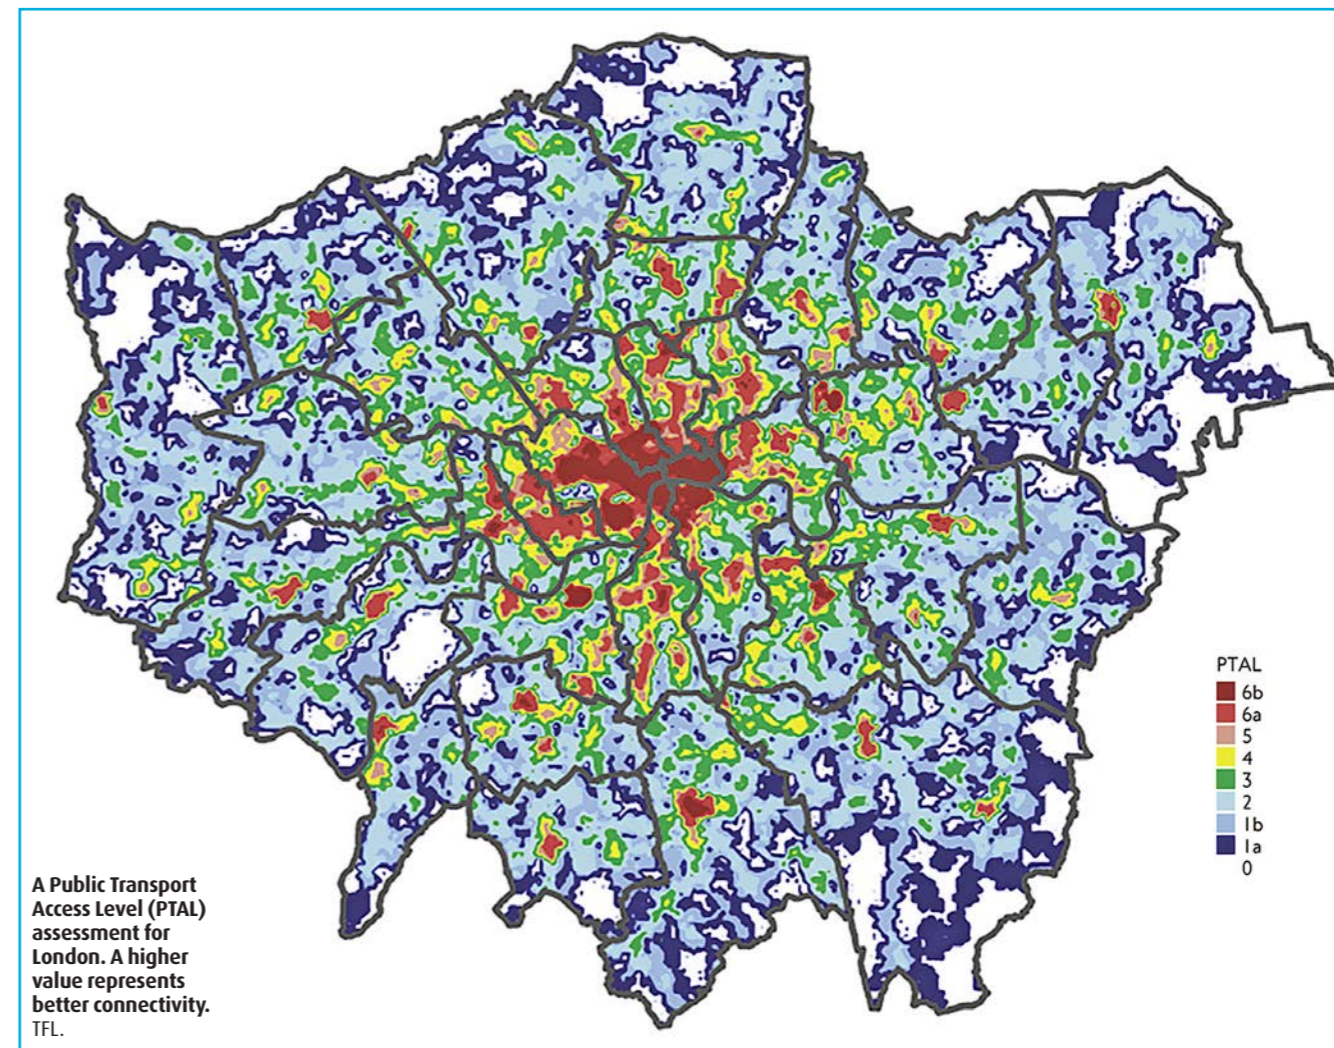 PTAL
6b
6a
5
4
3
2
1b
1a
0
A Public Transport
Access Level (PTAL)
assessment for
London. A higher
value represents
better connectivity.
TFL.